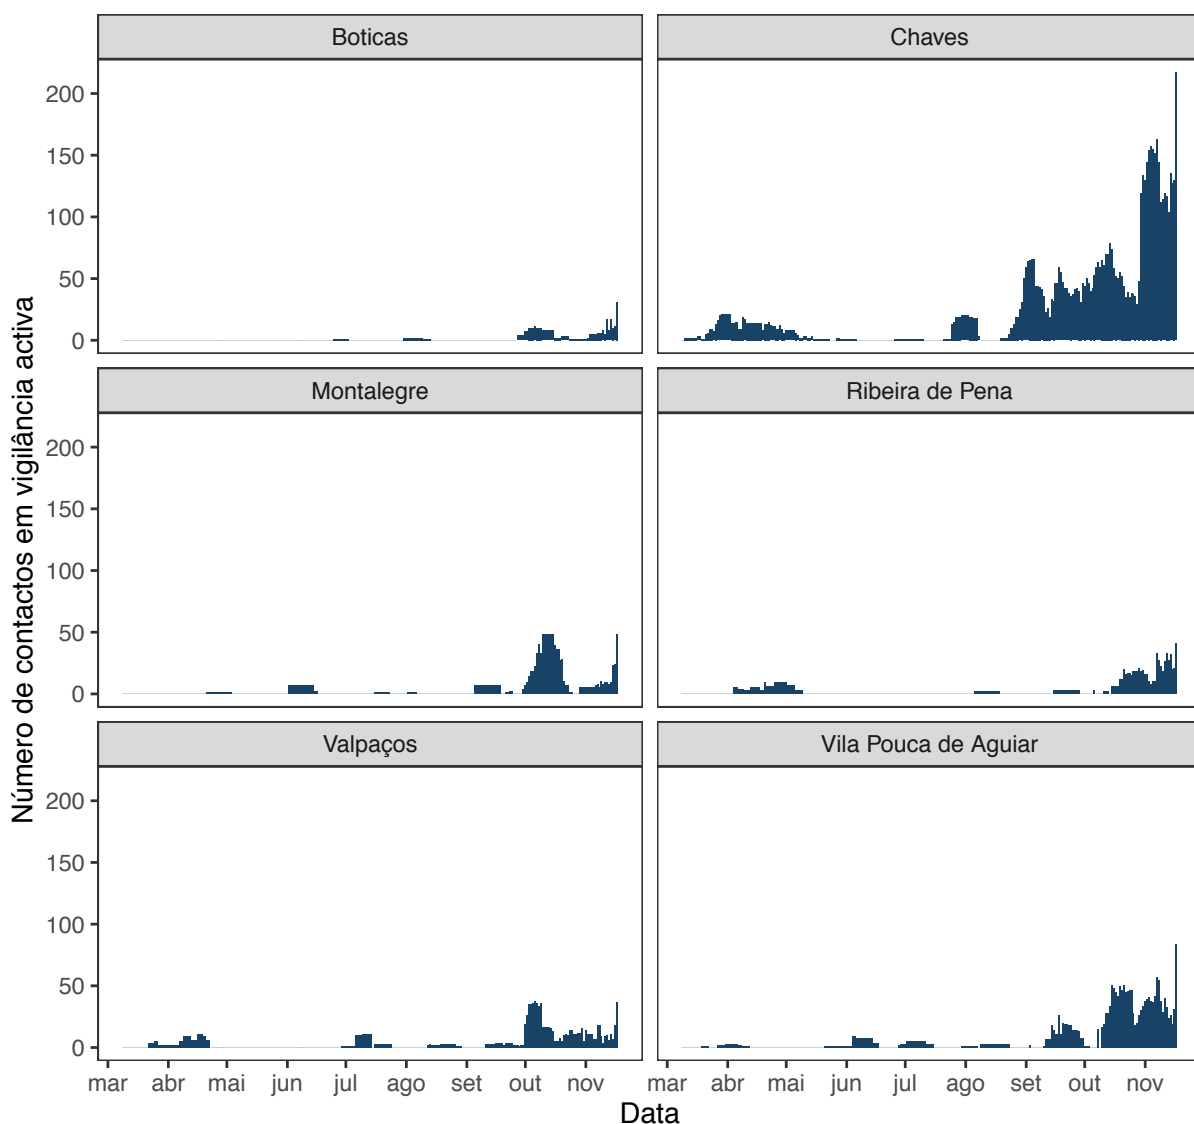 Boticas
Chaves
200
150
100
50
0
Montalegre
Ribeira de Pena
200
150
100
50
0
Valpaços
Vila Pouca de Aguiar
200
150
100
50
0
mar abr mai jun jul ago set out nov
mar abr mai jun jul ago set out nov
Data
Número de contactos em vigilância activa